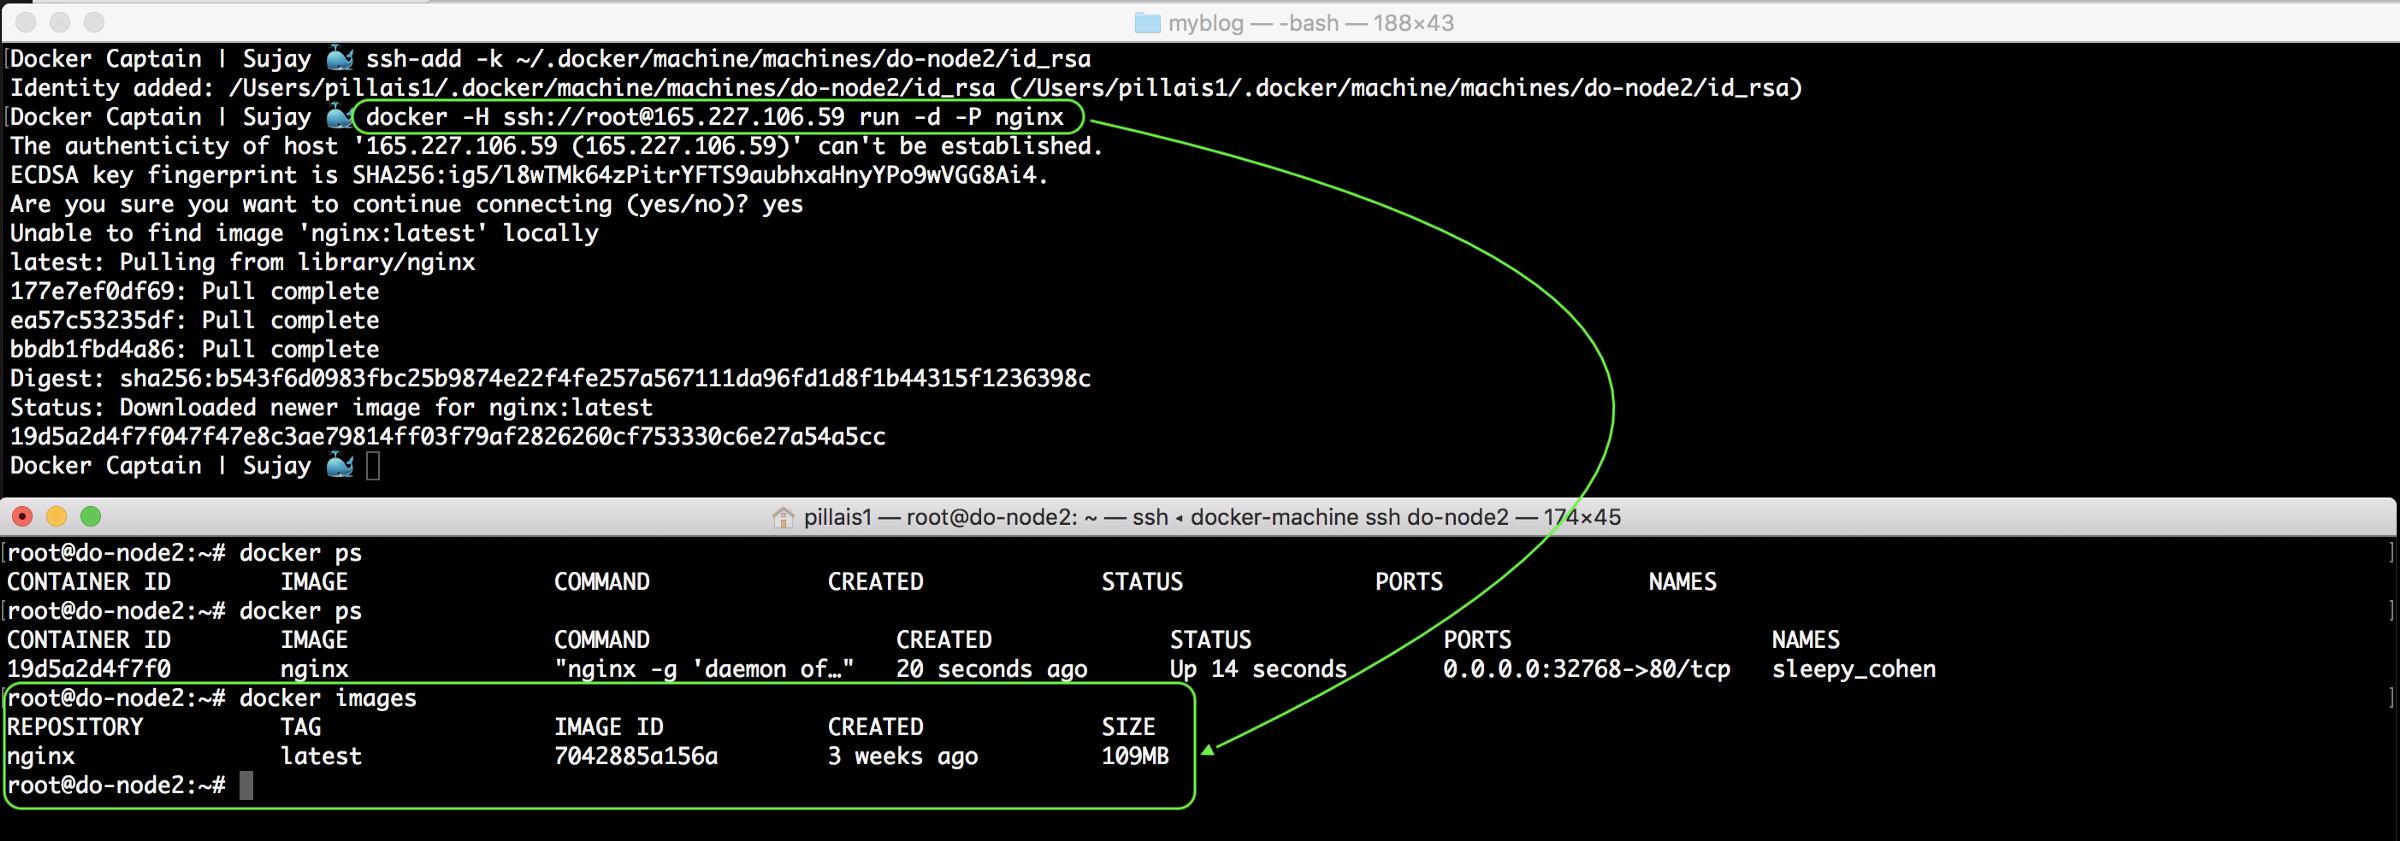 myblog — -bash — 188×43
Docker Captain | Sujay 🐳 ssh-add -k ~/.docker/machine/machines/do-node2/id_rsa
Identity added: /Users/pillais1/.docker/machine/machines/do-node2/id_rsa (/Users/pillais1/.docker/machine/machines/do-node2/id_rsa)
Docker Captain | Sujay 🐳 docker -H ssh://root@165.227.106.59 run -d -P nginx
The authenticity of host '165.227.106.59 (165.227.106.59)' can't be established.
ECDSA key fingerprint is SHA256:ig5/l8wTMk64zPitrYFTS9aubhxaHnyYPo9wVGG8Ai4.
Are you sure you want to continue connecting (yes/no)? yes
Unable to find image 'nginx:latest' locally
latest: Pulling from library/nginx
177e7ef0df69: Pull complete
ea57c53235df: Pull complete
bbdb1fbd4a86: Pull complete
Digest: sha256:b543f6d0983fbc25b9874e22f4fe257a567111da96fd1d8f1b44315f1236398c
Status: Downloaded newer image for nginx:latest
19d5a2d4f7f047f47e8c3ae79814ff03f79af2826260cf753330c6e27a54a5cc
Docker Captain | Sujay 🐳
pillais1 — root@do-node2: ~ — ssh ◂ docker-machine ssh do-node2 — 174×45
[root@do-node2:~# docker ps ]
CONTAINER ID IMAGE COMMAND CREATED STATUS PORTS NAMES
[root@do-node2:~# docker ps ]
CONTAINER ID IMAGE COMMAND CREATED STATUS PORTS NAMES
19d5a2d4f7f0 nginx "nginx -g 'daemon of…" 20 seconds ago Up 14 seconds 0.0.0.0:32768->80/tcp sleepy_cohen
[root@do-node2:~# docker images ]
REPOSITORY TAG IMAGE ID CREATED SIZE
nginx latest 7042885a156a 3 weeks ago 109MB
root@do-node2:~#